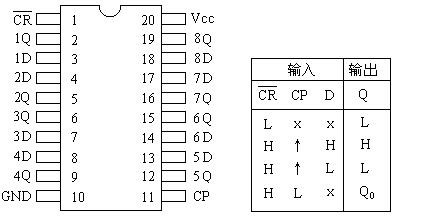 C̅R̅ 1 20 Vcc
1Q 2 19 8Q
1D 3 18 8D
2D 4 17 7D
2Q 5 16 7Q
3Q 6 15 6Q
3D 7 14 6D
4D 8 13 5D
4Q 9 12 5Q
GND 10 11 CP
输入 输出
C̅R̅ CP D Q
L x x L
H ↑ H H
H ↑ L L
H L x Q₀